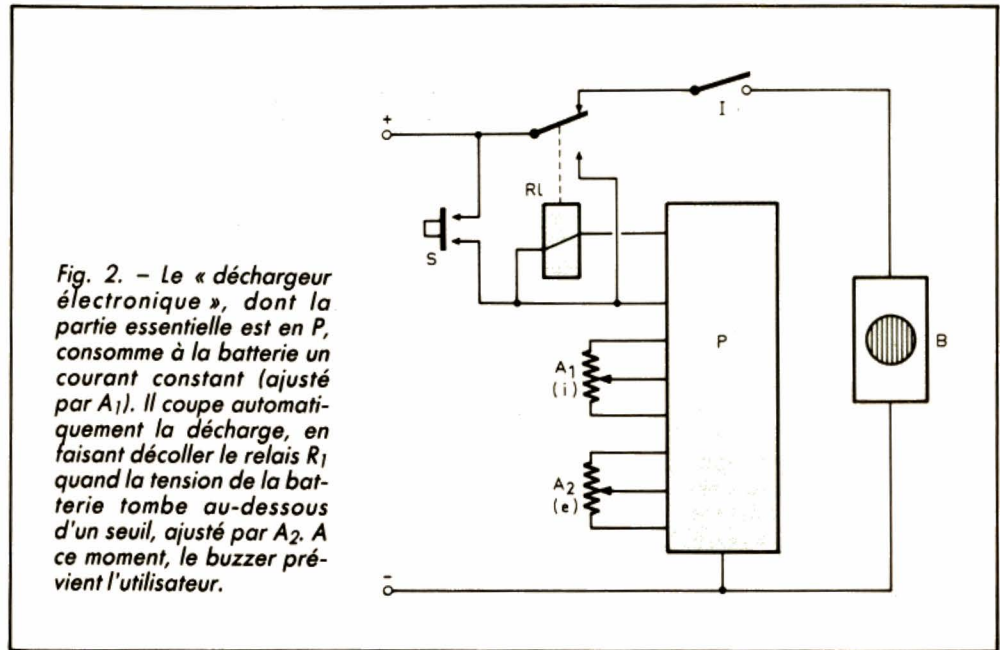 Fig. 2. – Le « déchargeur
électronique », dont la
partie essentielle est en P,
consomme à la batterie un
courant constant (ajusté
par A1). Il coupe automati-
quement la décharge, en
faisant décoller le relais R1
quand la tension de la bat-
terie tombe au-dessous
d'un seuil, ajusté par A2. A
ce moment, le buzzer pré-
vient l'utilisateur.
+
I
Rl
S
P
B
A1
(i)
A2
(e)
-